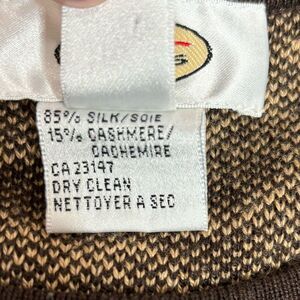 85% SILK/SOIE
15% CASHMERE/
CACHEMIRE
CA 23147
DRY CLEAN
NETTOYER A SEC